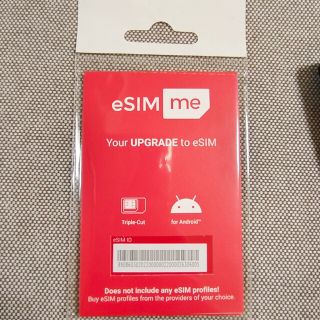 eSIM me
Your UPGRADE to eSIM
Triple-Cut
for Android™
eSIM ID
Does not include any eSIM profiles!
Buy eSIM profiles from the providers of your choice.